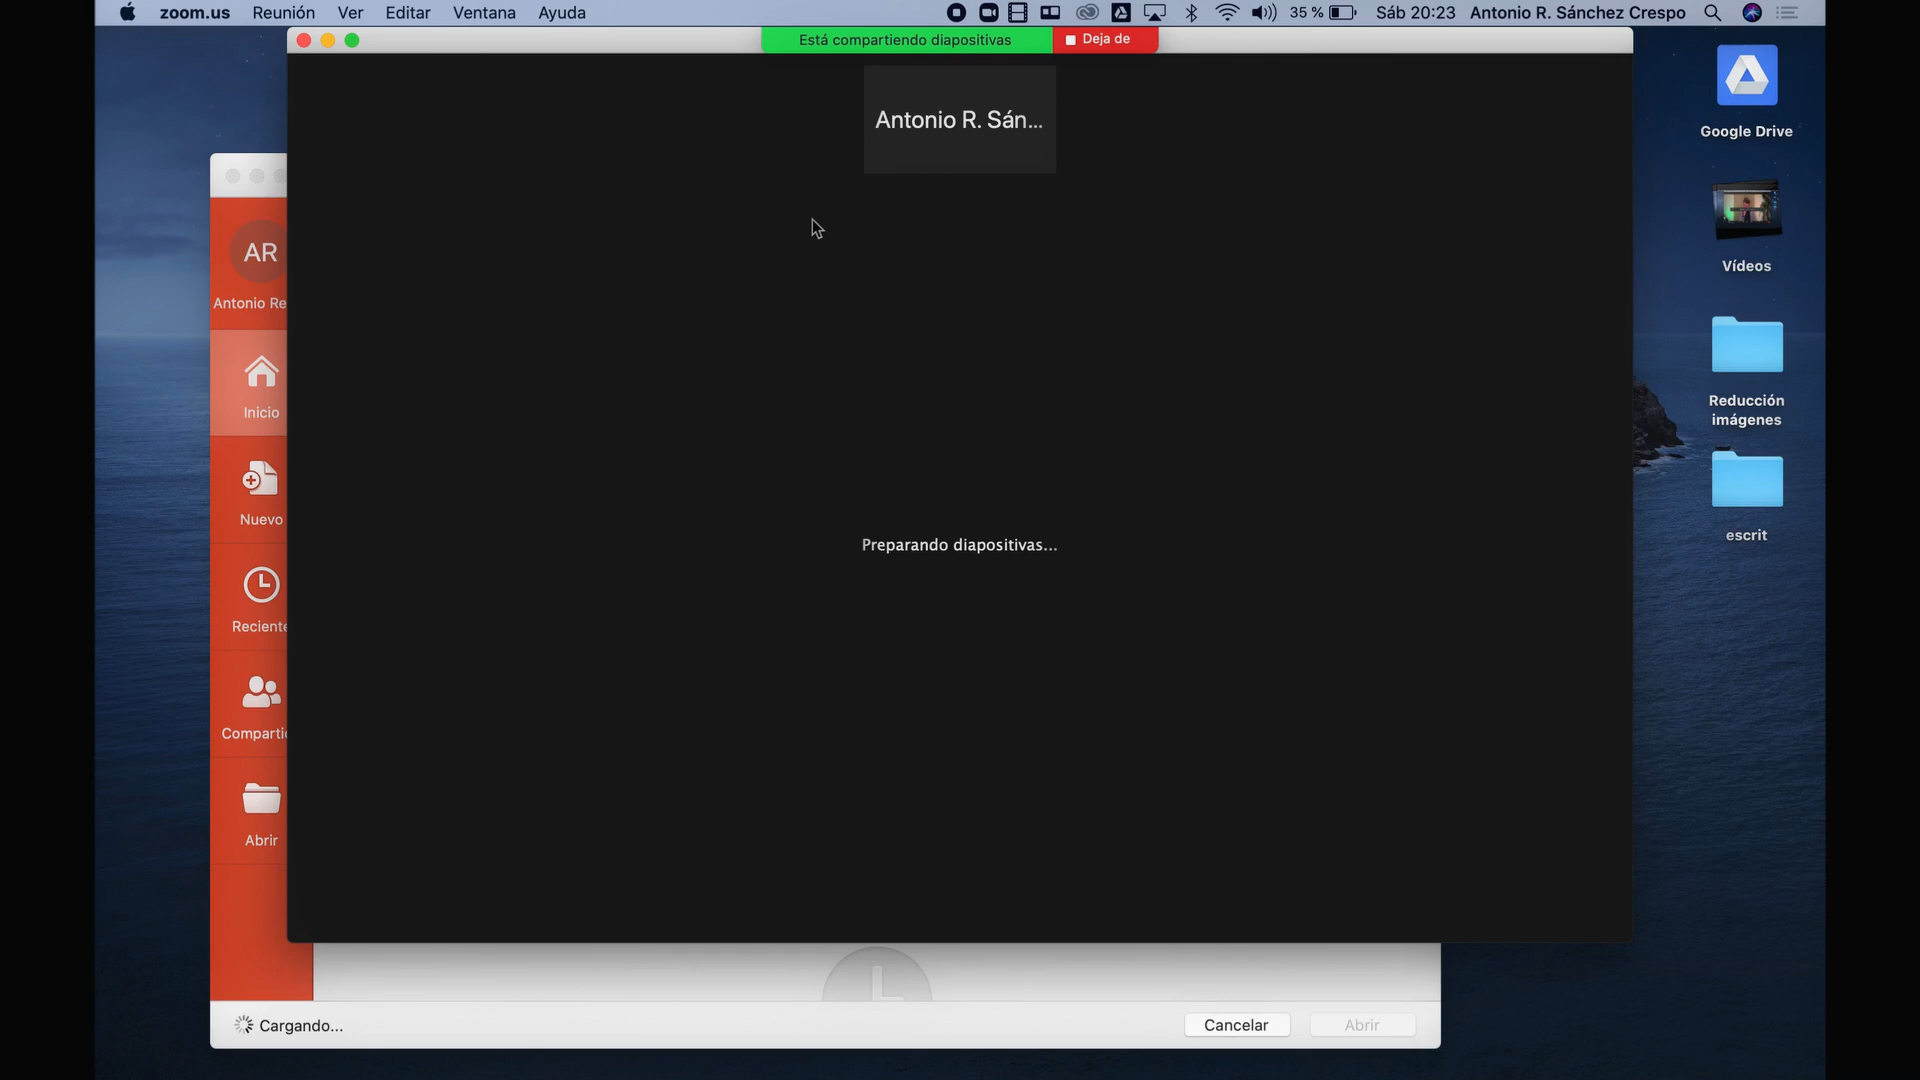 zoom.us Reunión Ver Editar Ventana Ayuda 35 % Sáb 20:23 Antonio R. Sánchez Crespo
Está compartiendo diapositivas Deja de
Antonio R. Sán...
Google Drive
Vídeos
Reducción
imágenes
escrit
AR
Antonio Re
Inicio
Nuevo
Reciente
Comparti
Abrir
Preparando diapositivas...
Cargando...
Cancelar
Abrir